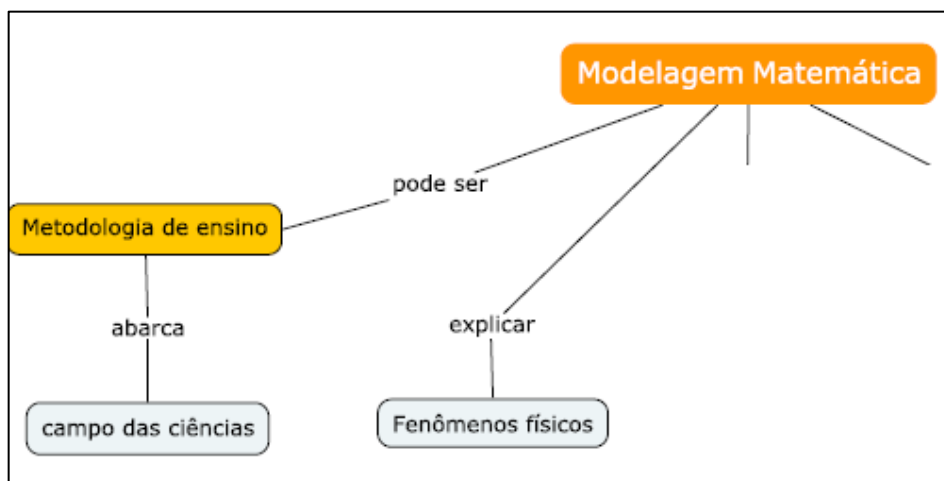 Modelagem Matemática
pode ser
Metodologia de ensino
abarca
explicar
campo das ciências
Fenômenos físicos